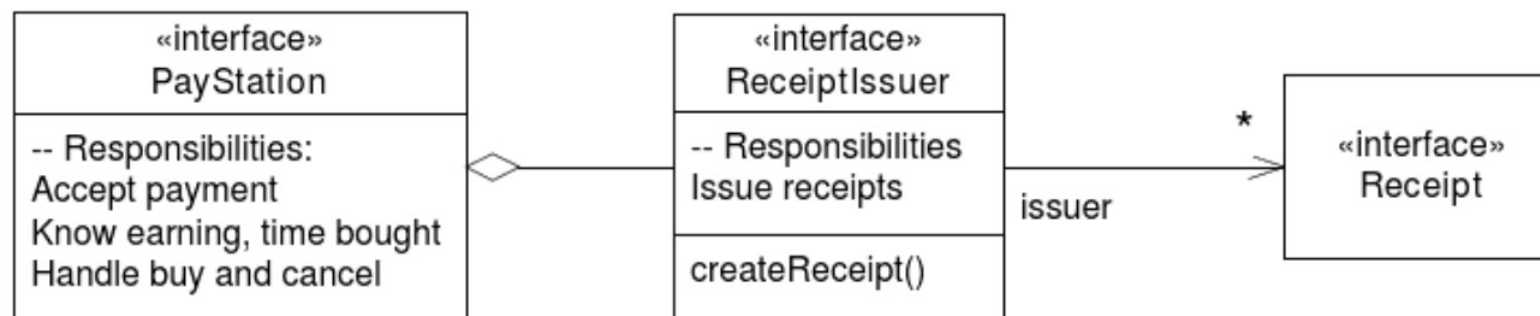 «interface»
PayStation
-- Responsibilities:
Accept payment
Know earning, time bought
Handle buy and cancel
«interface»
ReceiptIssuer
-- Responsibilities
Issue receipts
createReceipt()
*
issuer
«interface»
Receipt